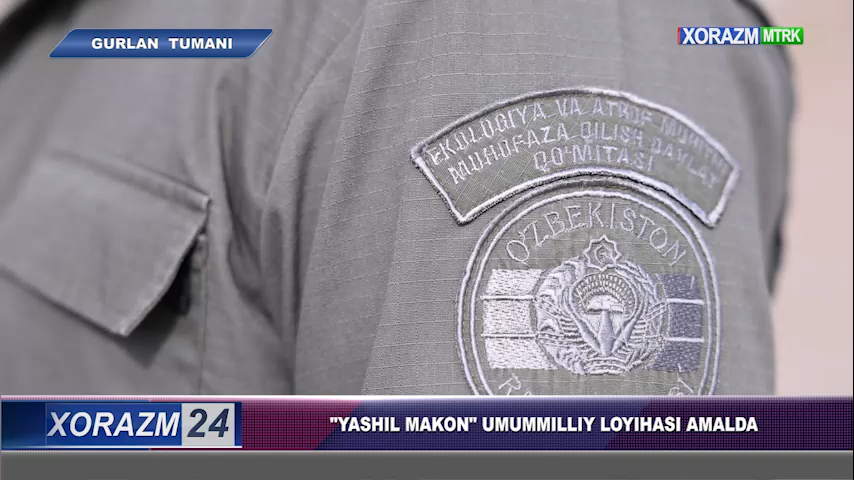 GURLAN TUMANI
XORAZM MTRK
EKOLOGIYA VA ATROF MUHITNI
MUHOFAZA QILISH DAVLAT
QO'MITASI
O'ZBEKISTON
XORAZM 24
"YASHIL MAKON" UMUMMILLIY LOYIHASI AMALDA